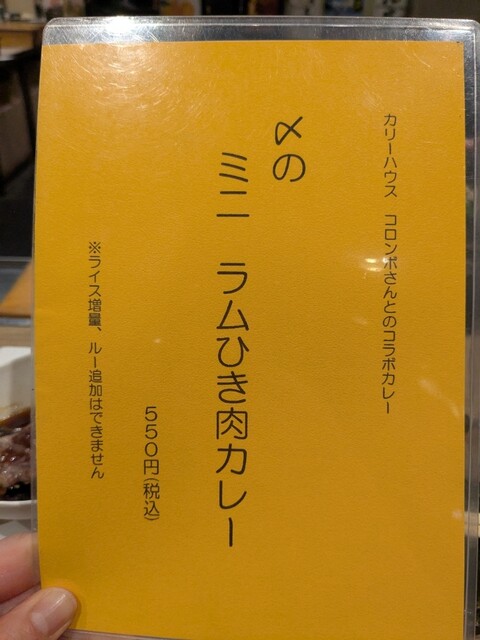 カリーハウス コロンボさんとのコラボカレー
〆の
ミニ ラムひき肉カレー
550円(税込)
※ライス増量、ルー追加はできません